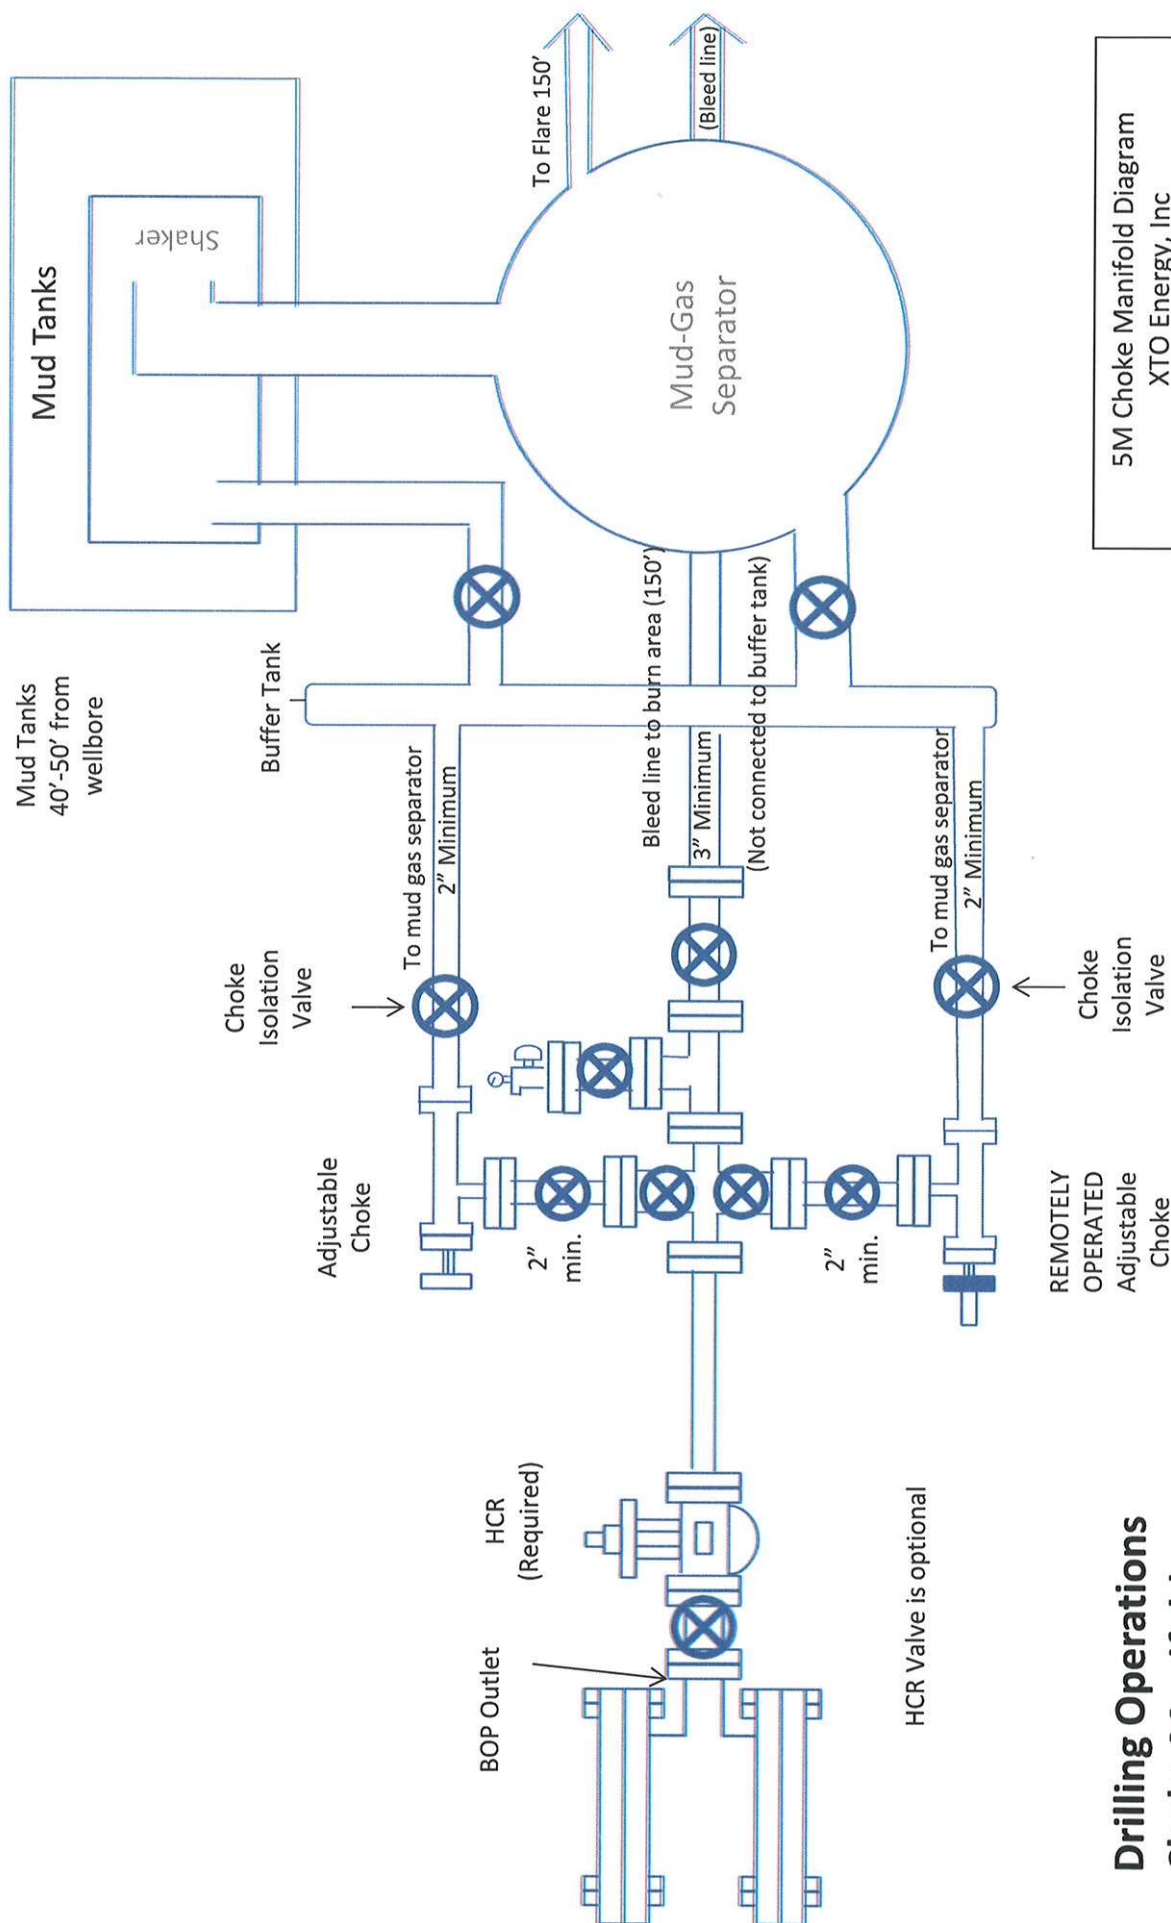 Mud Tanks
40'-50' from
wellbore
Mud Tanks
Shaker
Buffer Tank
To Flare 150'
(Bleed line)
Mud-Gas
Separator
Choke
Isolation
Valve
To mud gas separator
2" Minimum
Bleed line to burn area (150')
3" Minimum
(Not connected to buffer tank)
To mud gas separator
2" Minimum
Choke
Isolation
Valve
Adjustable
Choke
2"
min.
2"
min.
REMOTELY
OPERATED
Adjustable
Choke
HCR
(Required)
BOP Outlet
HCR Valve is optional
Drilling Operations
5M Choke Manifold Diagram
XTO Energy, Inc